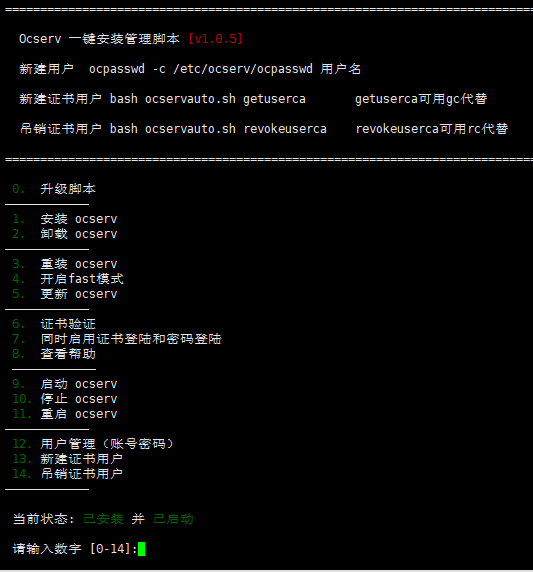 Ocserv 一键安装管理脚本 [v1.0.5]
新建用户 ocpasswd -c /etc/ocserv/ocpasswd 用户名
新建证书用户 bash ocservauto.sh getuserca getuserca可用gc代替
吊销证书用户 bash ocservauto.sh revokeuserca revokeuserca可用rc代替
0. 升级脚本
1. 安装 ocserv
2. 卸载 ocserv
3. 重装 ocserv
4. 开启fast模式
5. 更新 ocserv
6. 证书验证
7. 同时启用证书登陆和密码登陆
8. 查看帮助
9. 启动 ocserv
10. 停止 ocserv
11. 重启 ocserv
12. 用户管理（账号密码）
13. 新建证书用户
14. 吊销证书用户
当前状态: 已安装 并 已启动
请输入数字 [0-14]: